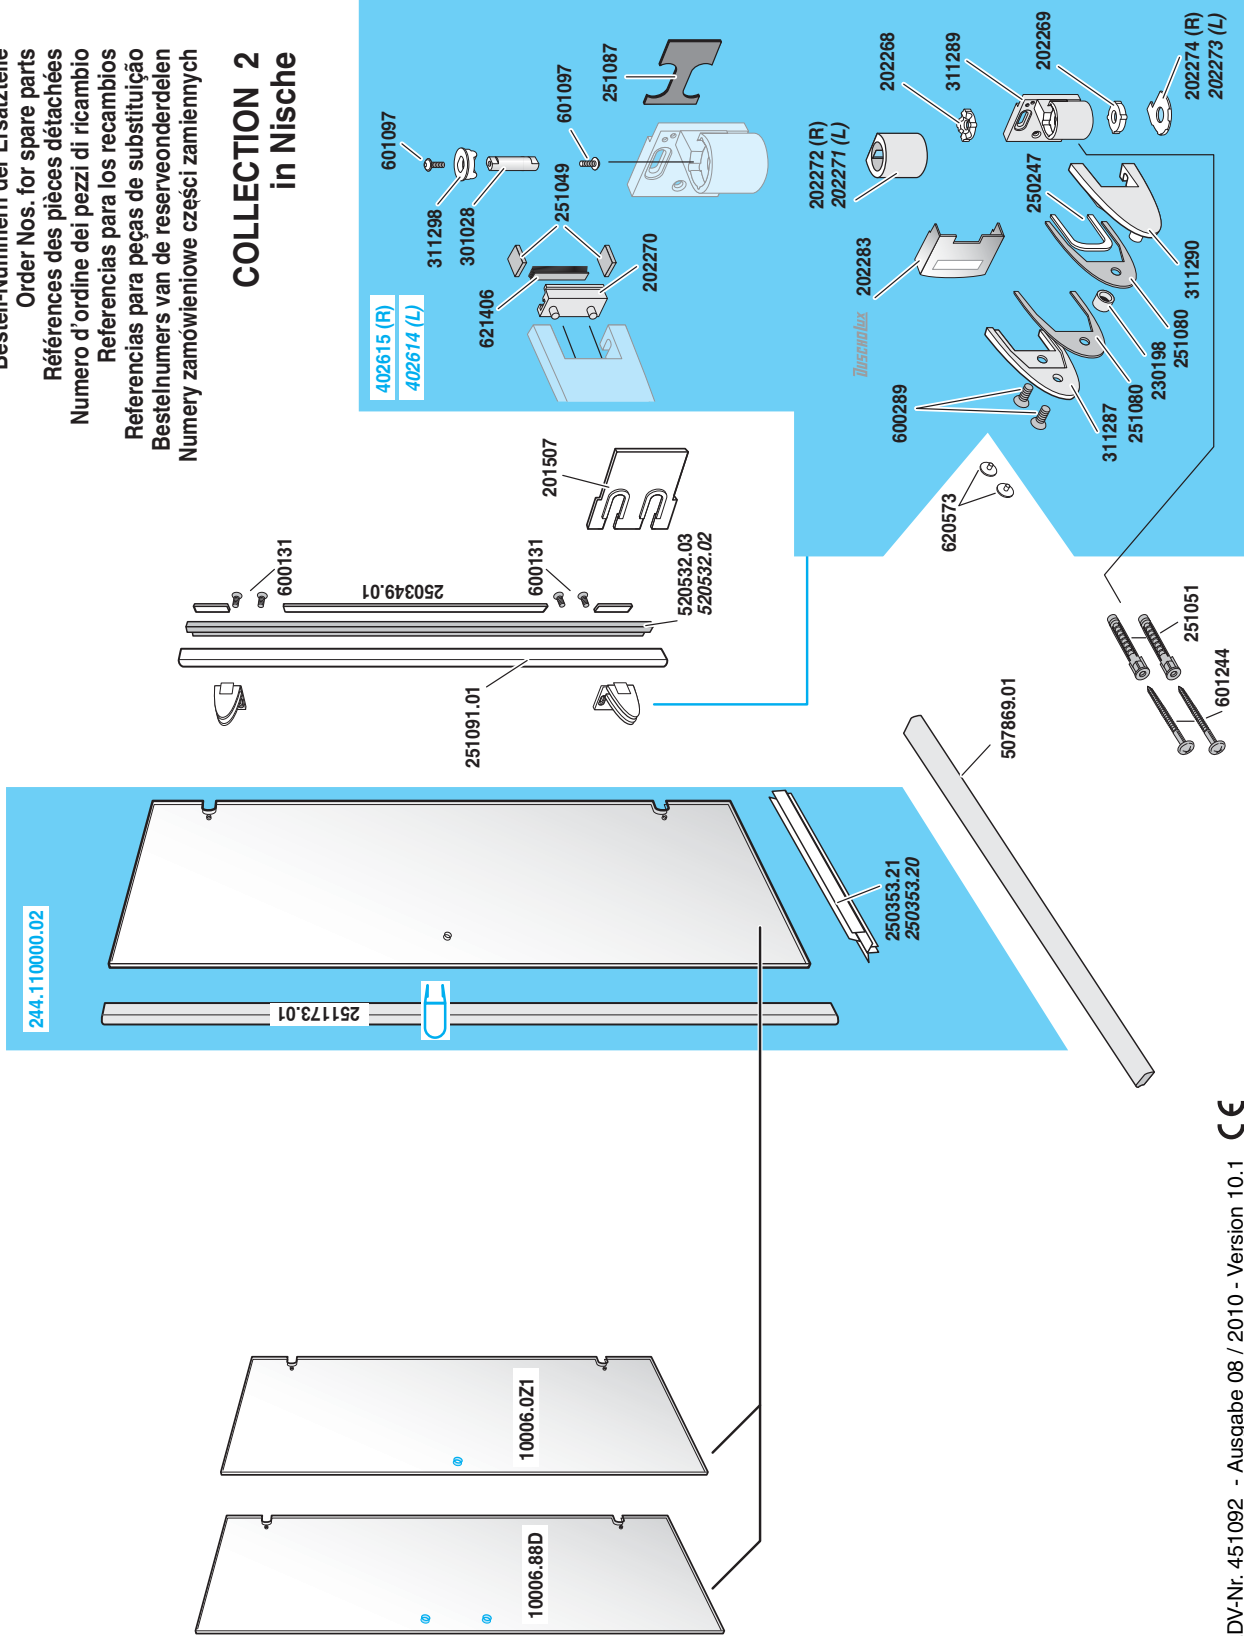 Bestell-Nummern der Ersatzteile
Order Nos. for spare parts
Références des pièces détachées
Numero d'ordine dei pezzi di ricambio
Referencias para los recambios
Referencias para peças de substituição
Bestelnumers van de reserveonderdelen
Numery zamówieniowe części zamiennych
COLLECTION 2
in Nische
402615 (R)
402614 (L)
601097
311298
301028
251049
621406
202270
601097
251087
202272 (R)
202271 (L)
202268
311289
202269
202274 (R)
202273 (L)
Duscholux
202283
250247
600289
311287
251080
230198
251080
311290
620573
251051
601244
201507
600131
250349.01
600131
520532.03
520532.02
251091.01
244.110000.02
251173.01
250353.21
250353.20
507869.01
10006.0Z1
10006.88D
DV-Nr. 451092 - Ausgabe 08 / 2010 - Version 10.1 CE